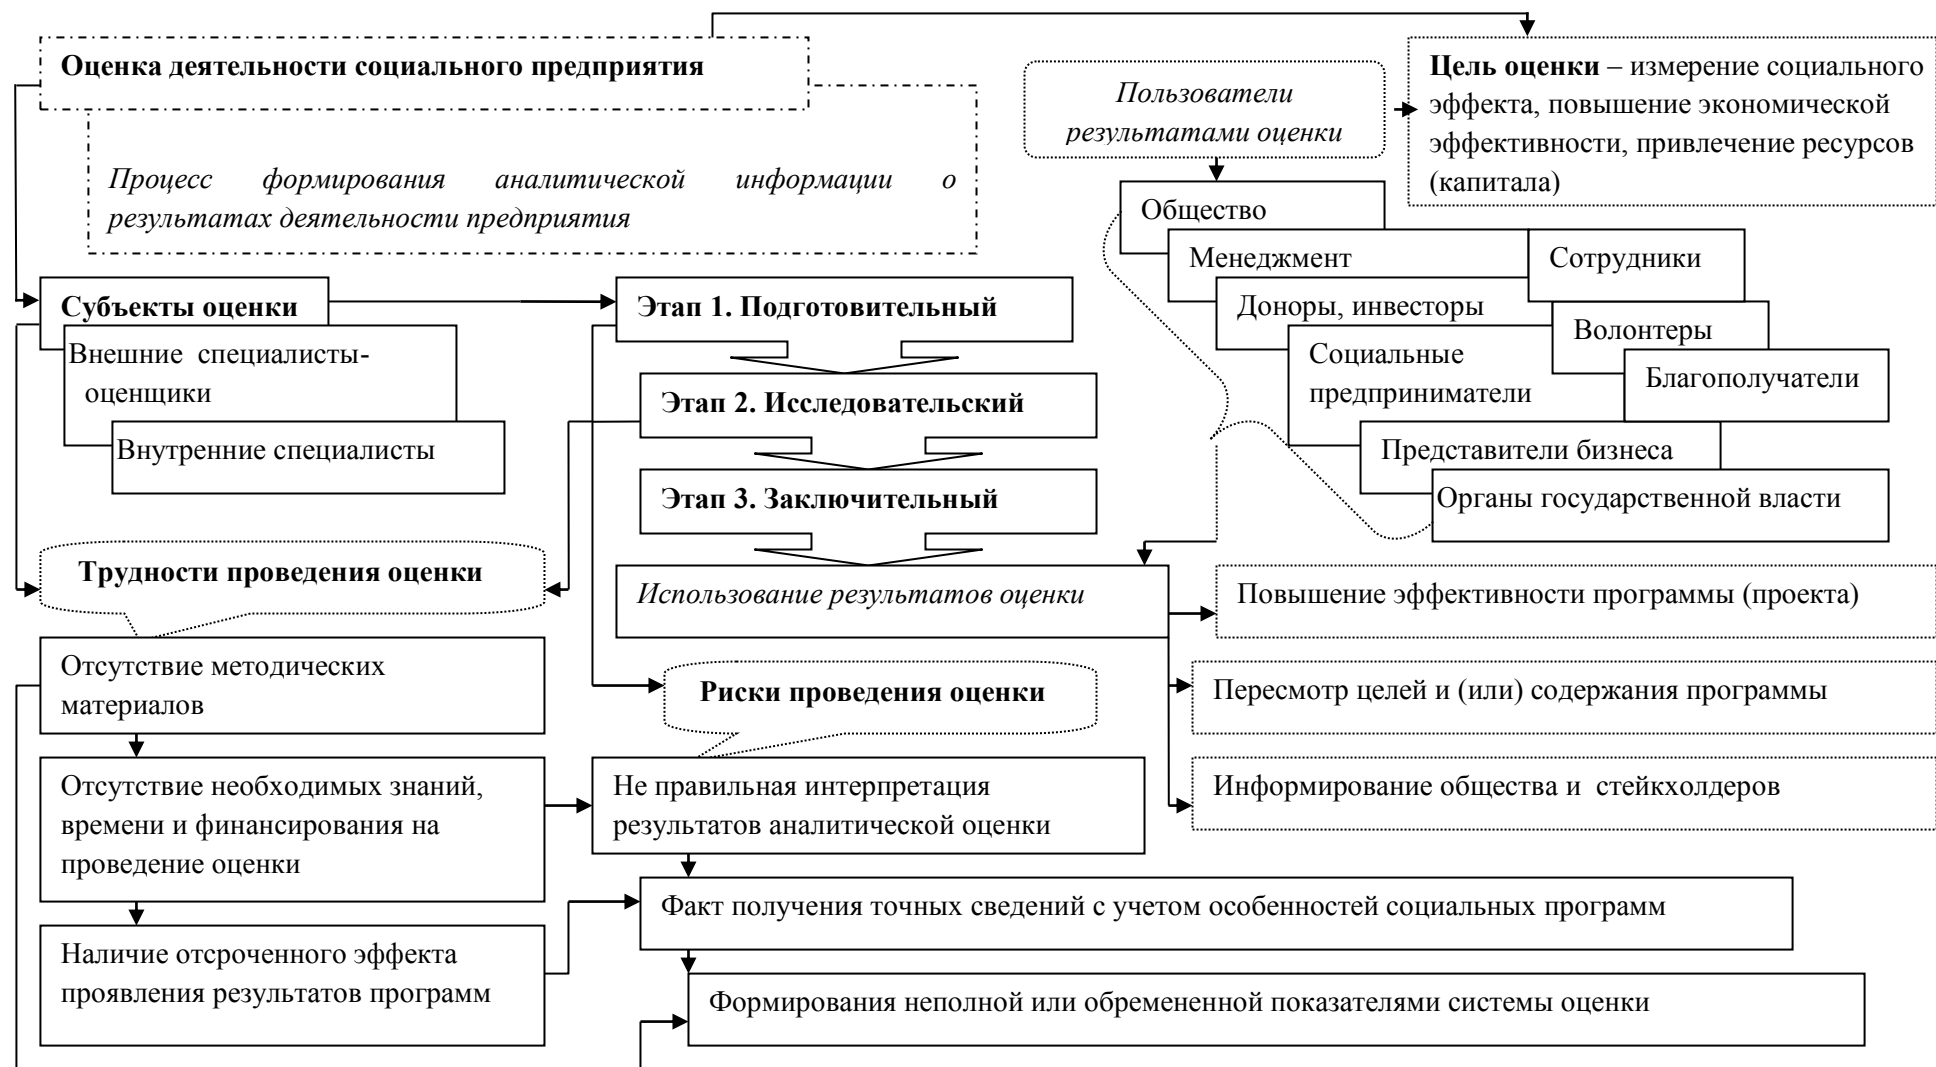 Оценка деятельности социального предприятия
Процесс формирования аналитической информации о
результатах деятельности предприятия
Пользователи
результатами оценки
Цель оценки – измерение социального
эффекта, повышение экономической
эффективности, привлечение ресурсов
(капитала)
Общество
Менеджмент
Сотрудники
Доноры, инвесторы
Волонтеры
Социальные
предприниматели
Благополучатели
Представители бизнеса
Органы государственной власти
Субъекты оценки
Внешние специалисты-
оценщики
Внутренние специалисты
Этап 1. Подготовительный
Этап 2. Исследовательский
Этап 3. Заключительный
Использование результатов оценки
Повышение эффективности программы (проекта)
Пересмотр целей и (или) содержания программы
Информирование общества и стейкхолдеров
Трудности проведения оценки
Отсутствие методических
материалов
Отсутствие необходимых знаний,
времени и финансирования на
проведение оценки
Наличие отсроченного эффекта
проявления результатов программ
Риски проведения оценки
Не правильная интерпретация
результатов аналитической оценки
Факт получения точных сведений с учетом особенностей социальных программ
Формирования неполной или обремененной показателями системы оценки